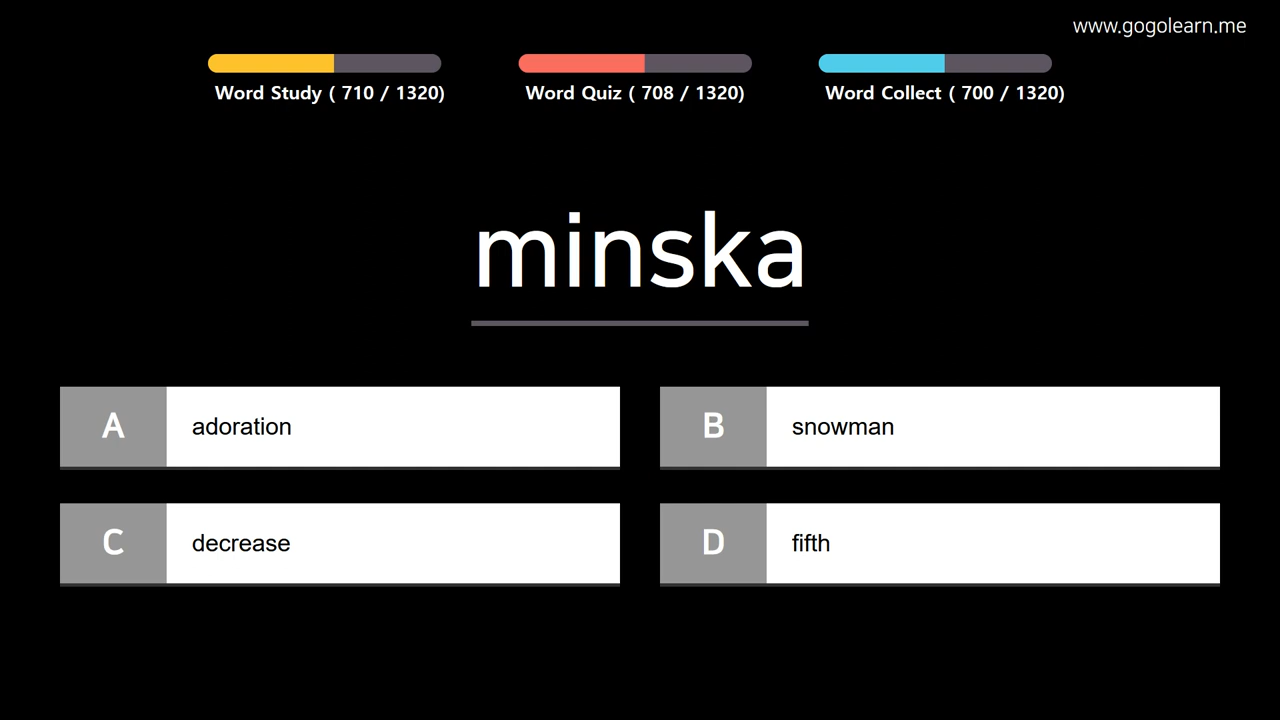 www.gogolearn.me
Word Study ( 710 / 1320)
Word Quiz ( 708 / 1320)
Word Collect ( 700 / 1320)
minska
A adoration
B snowman
C decrease
D fifth